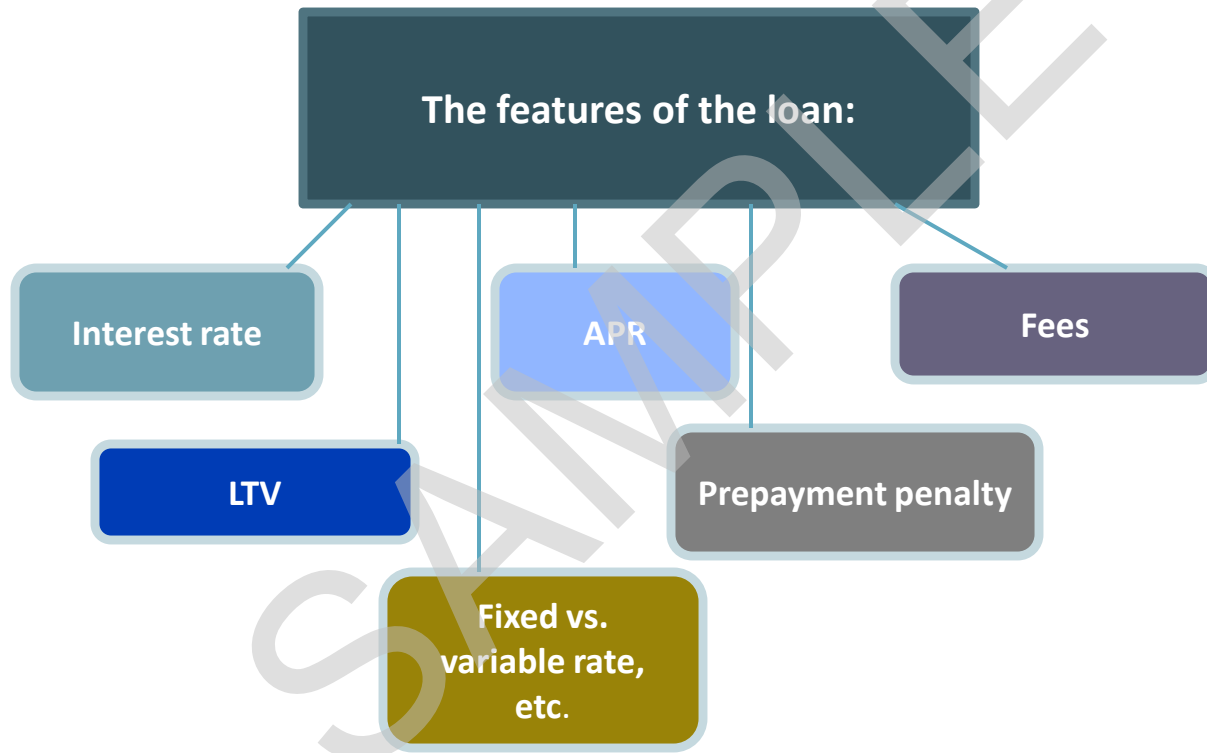 The features of the loan:
Interest rate
APR
Fees
LTV
Prepayment penalty
Fixed vs.
variable rate,
etc.
SAMPLE